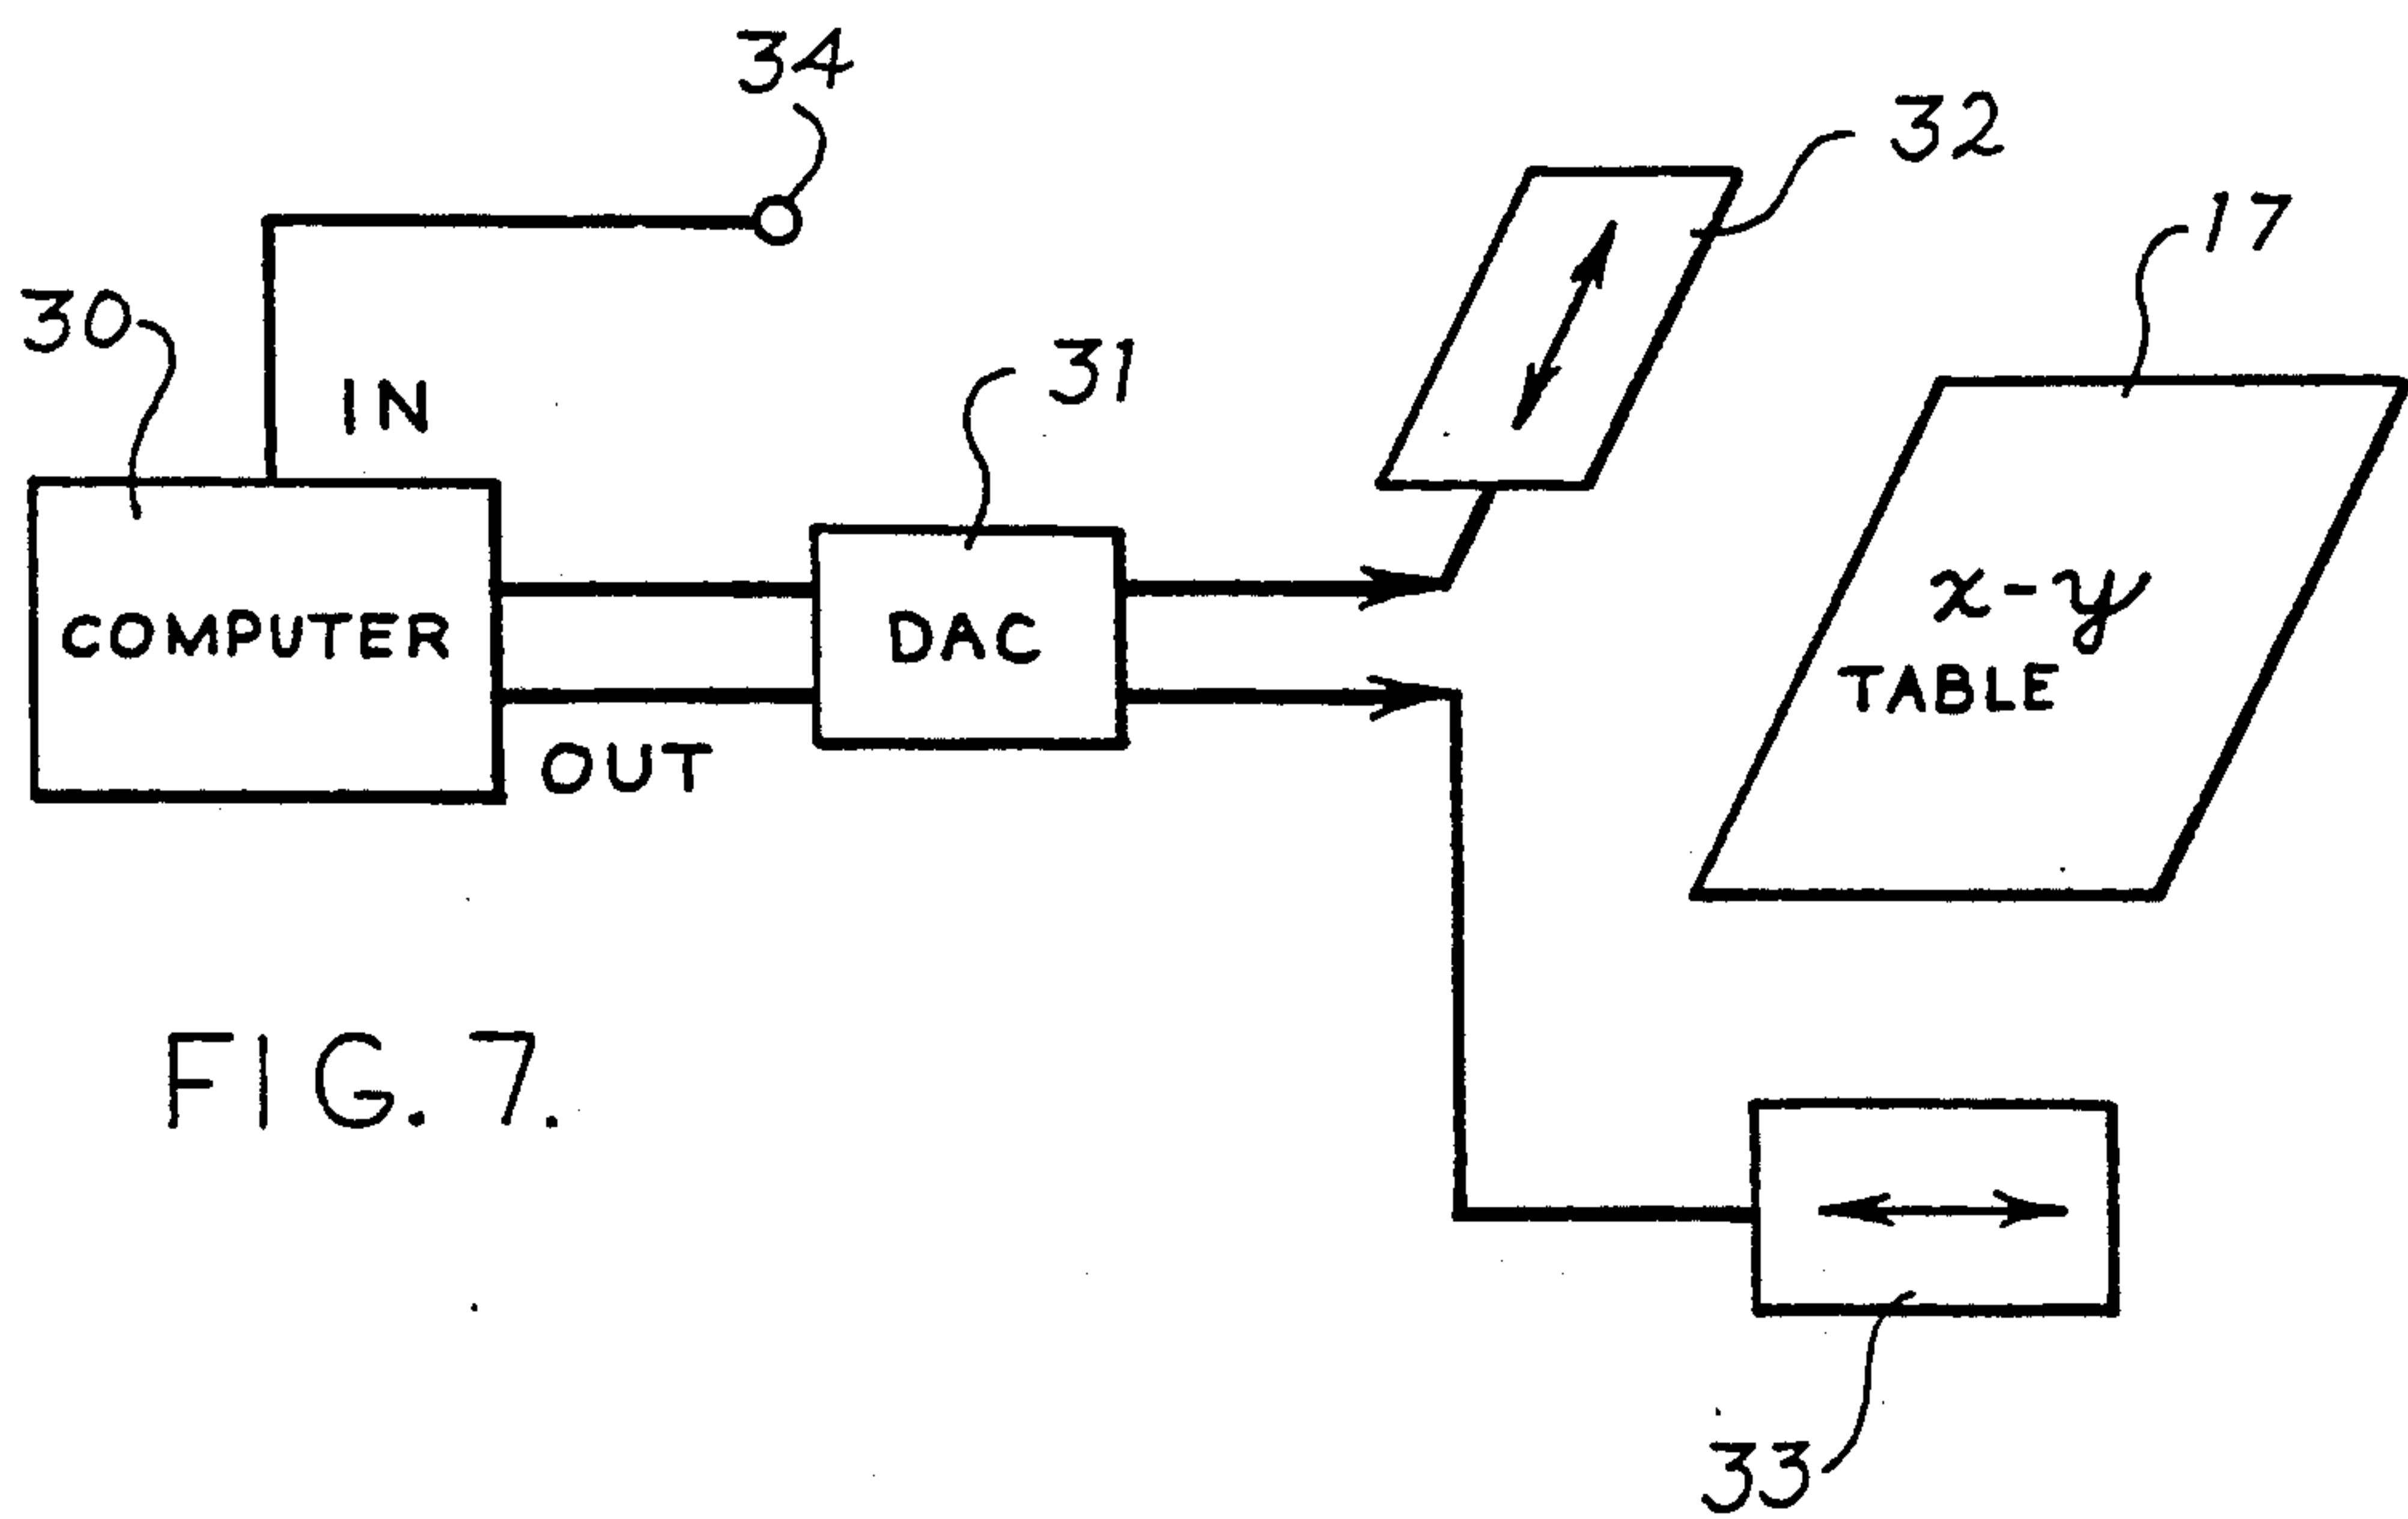 34
32
17
30
IN
31
COMPUTER
DAC
x-y
TABLE
OUT
FIG. 7.
33